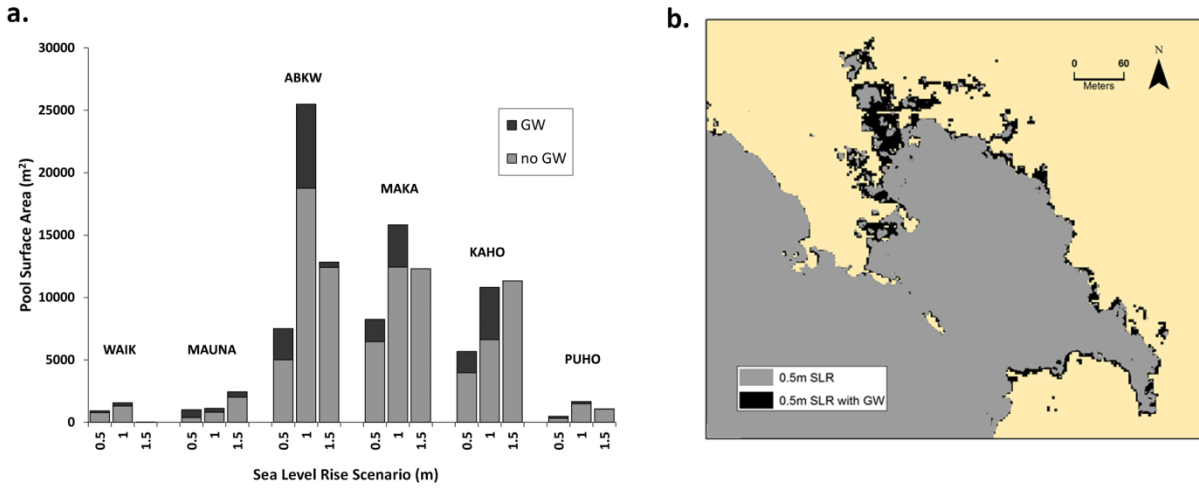 a.
30000
25000
20000
15000
10000
5000
0
Pool Surface Area (m²)
WAIK
MAUNA
ABKW
MAKA
KAHO
PUHO
GW
no GW
0.5 1 1.5 0.5 1 1.5 0.5 1 1.5 0.5 1 1.5 0.5 1 1.5 0.5 1 1.5
Sea Level Rise Scenario (m)
b.
N
0 60
Meters
0.5m SLR
0.5m SLR with GW